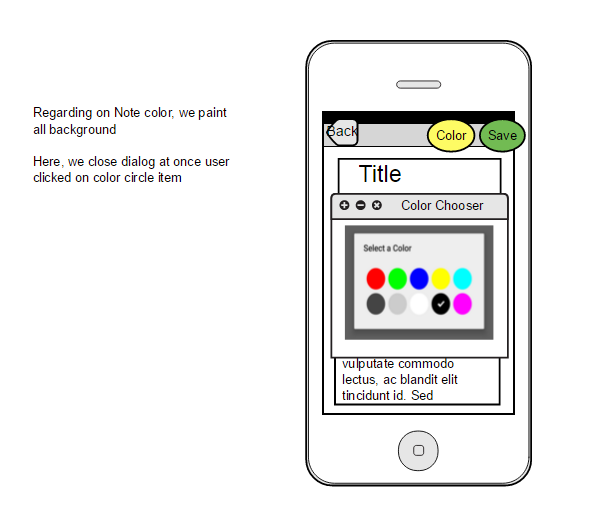 Regarding on Note color, we paint
all background
Here, we close dialog at once user
clicked on color circle item
Back
Color
Save
Title
Color Chooser
Select a Color
vulputate commodo
lectus, ac blandit elit
tincidunt id. Sed